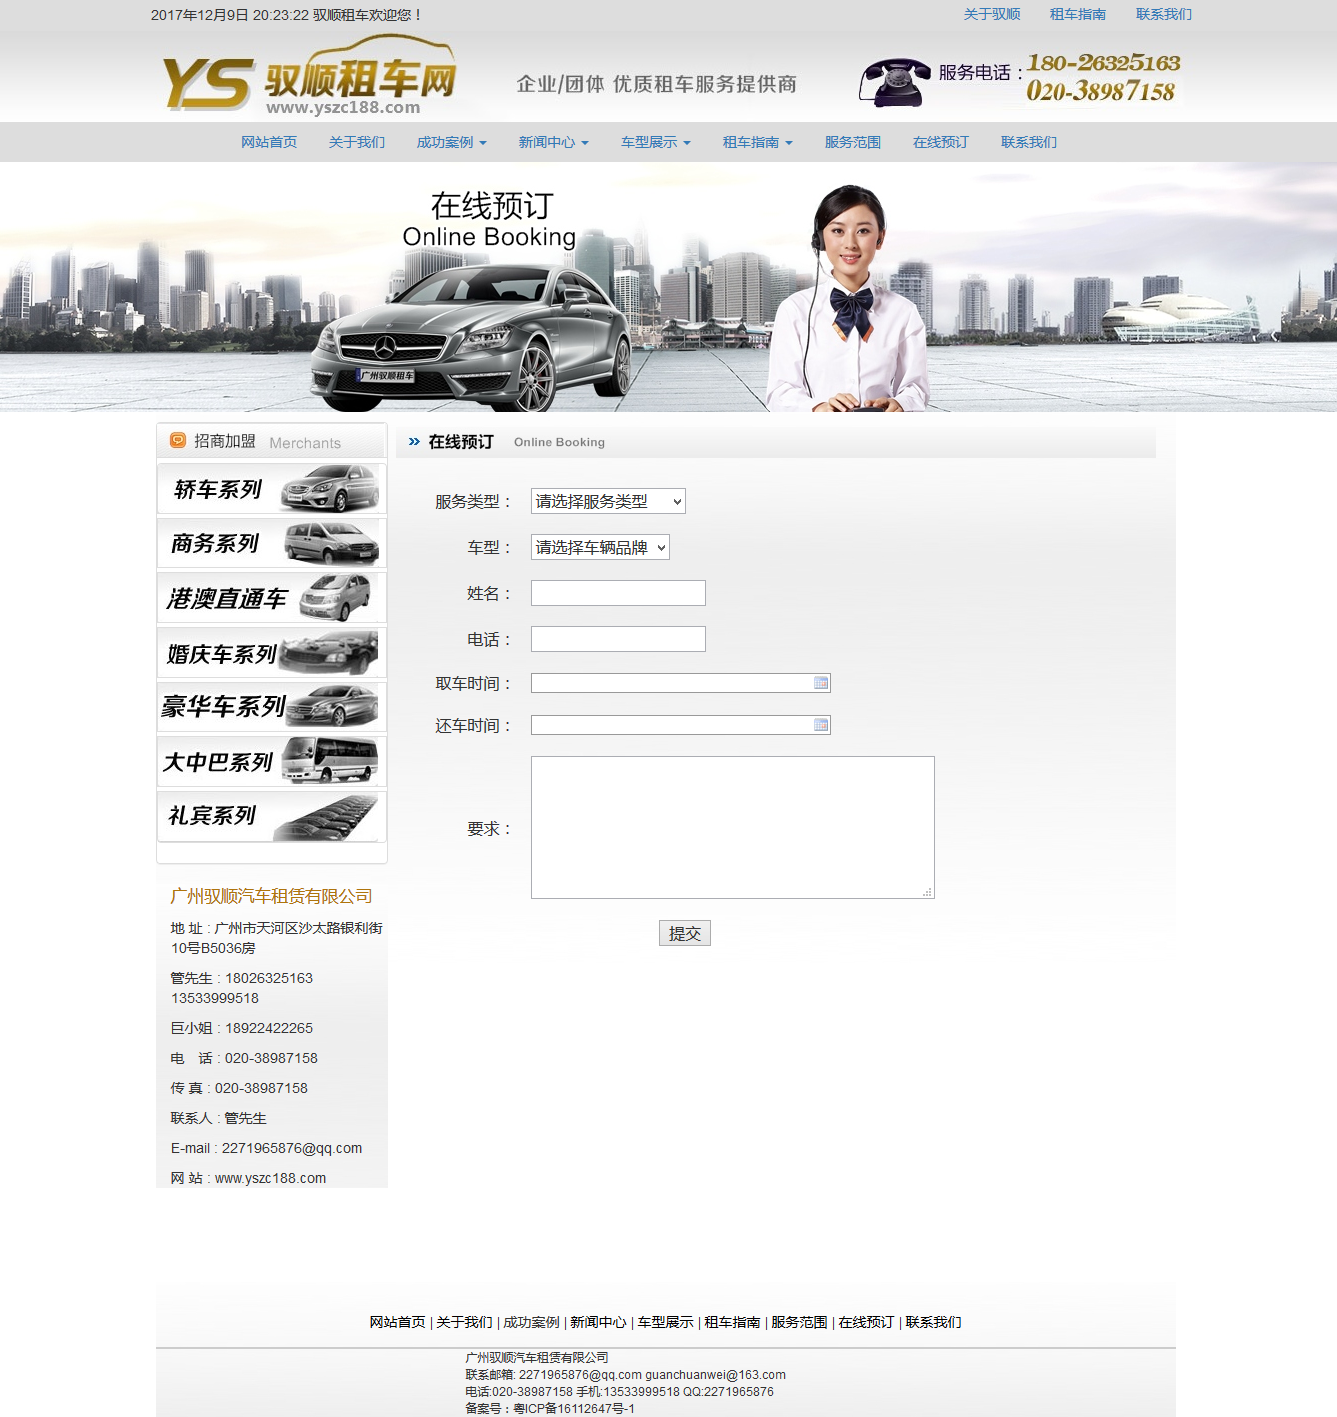 2017年12月9日 20:23:22 驭顺租车欢迎您！
关于驭顺 租车指南 联系我们
YS 驭顺租车网
www.yszc188.com
企业/团体 优质租车服务提供商
服务电话：180-26325163
020-38987158
网站首页 关于我们 成功案例 新闻中心 车型展示 租车指南 服务范围 在线预订 联系我们
在线预订
Online Booking
广州驭顺租车
招商加盟 Merchants
轿车系列
商务系列
港澳直通车
婚庆车系列
豪华车系列
大中巴系列
礼宾系列
广州驭顺汽车租赁有限公司
地 址 : 广州市天河区沙太路银利街
10号B5036房
管先生 : 18026325163
13533999518
巨小姐 : 18922422265
电　话 : 020-38987158
传 真 : 020-38987158
联系人 : 管先生
E-mail : 2271965876@qq.com
网 站 : www.yszc188.com
在线预订 Online Booking
服务类型： 请选择服务类型
车型： 请选择车辆品牌
姓名：
电话：
取车时间：
还车时间：
要求：
提交
网站首页 | 关于我们 | 成功案例 | 新闻中心 | 车型展示 | 租车指南 | 服务范围 | 在线预订 | 联系我们
广州驭顺汽车租赁有限公司
联系邮箱: 2271965876@qq.com guanchuanwei@163.com
电话:020-38987158 手机:13533999518 QQ:2271965876
备案号：粤ICP备16112647号-1